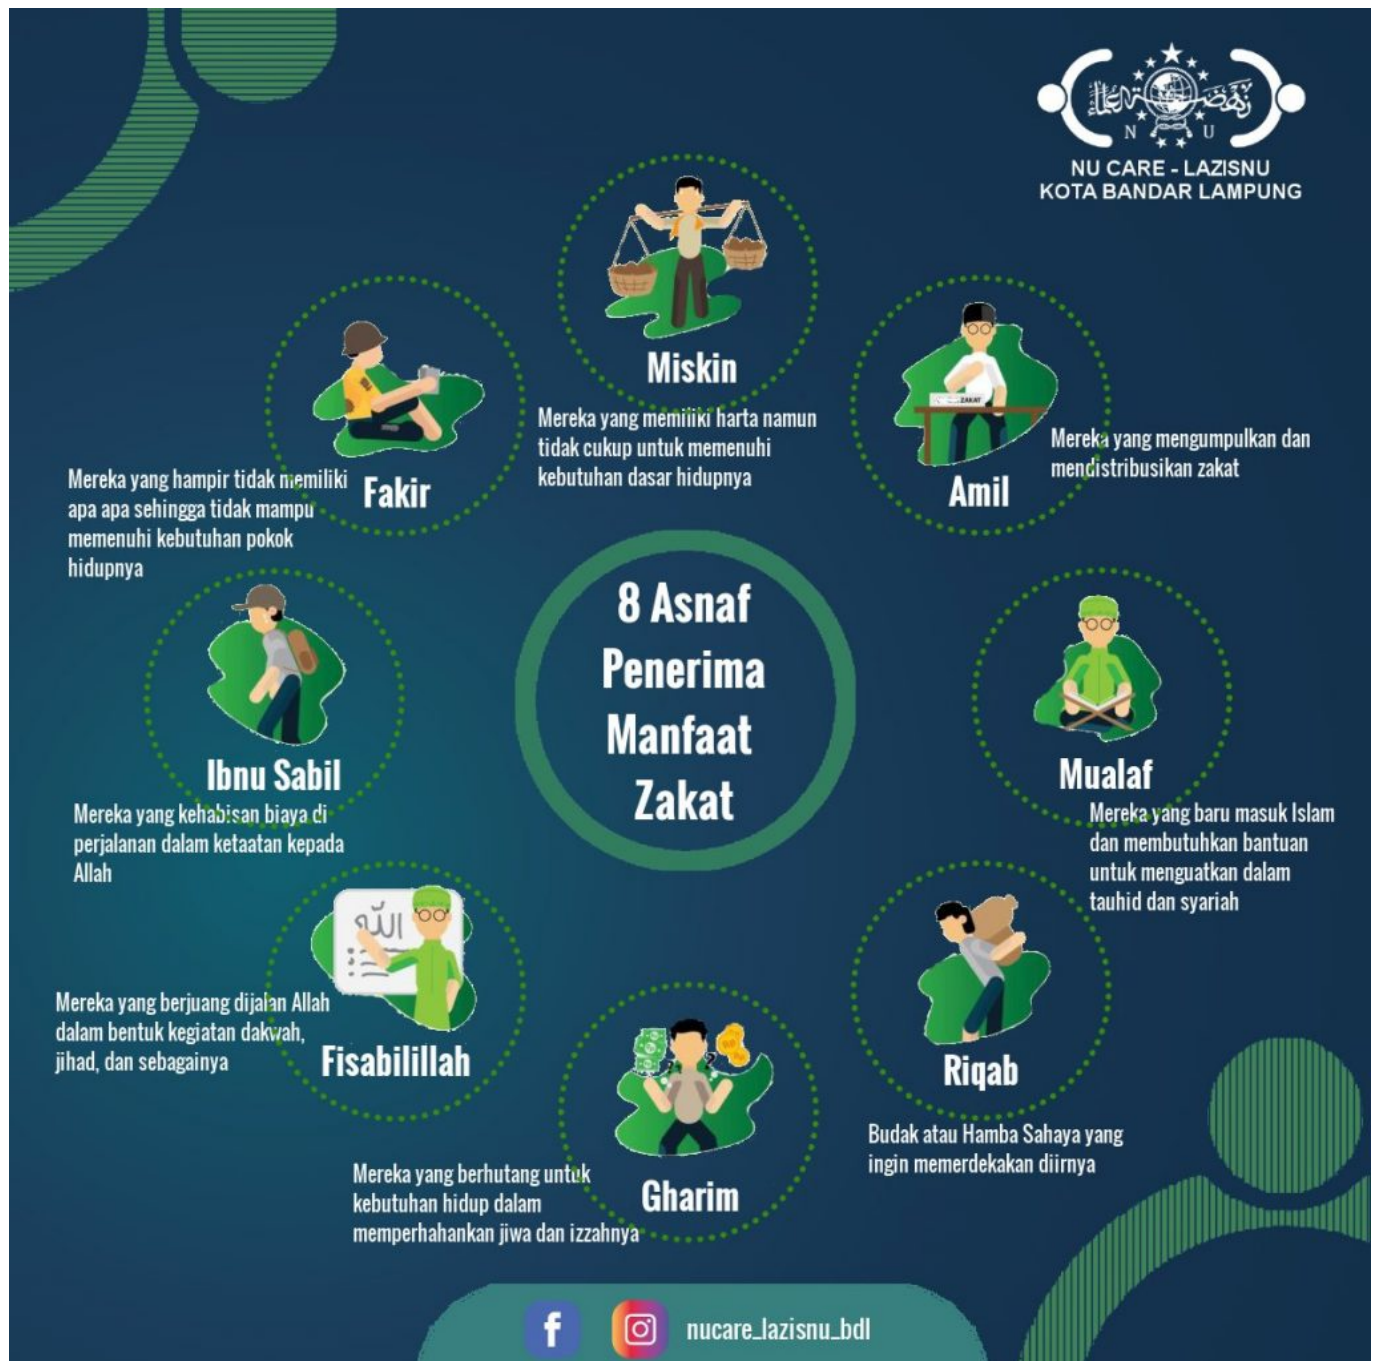 N U
NU CARE - LAZISNU
KOTA BANDAR LAMPUNG
Miskin
Mereka yang memiliki harta namun
tidak cukup untuk memenuhi
kebutuhan dasar hidupnya
ZAKAT
Amil
Mereka yang mengumpulkan dan
mendistribusikan zakat
Fakir
Mereka yang hampir tidak memiliki
apa apa sehingga tidak mampu
memenuhi kebutuhan pokok
hidupnya
8 Asnaf
Penerima
Manfaat
Zakat
Ibnu Sabil
Mereka yang kehabisan biaya di
perjalanan dalam ketaatan kepada
Allah
Mualaf
Mereka yang baru masuk Islam
dan membutuhkan bantuan
untuk menguatkan dalam
tauhid dan syariah
الله
Fisabilillah
Mereka yang berjuang dijalan Allah
dalam bentuk kegiatan dakwah,
jihad, dan sebagainya
Riqab
Budak atau Hamba Sahaya yang
ingin memerdekakan diirnya
Gharim
Mereka yang berhutang untuk
kebutuhan hidup dalam
memperhahankan jiwa dan izzahnya
nucare_lazisnu_bdl